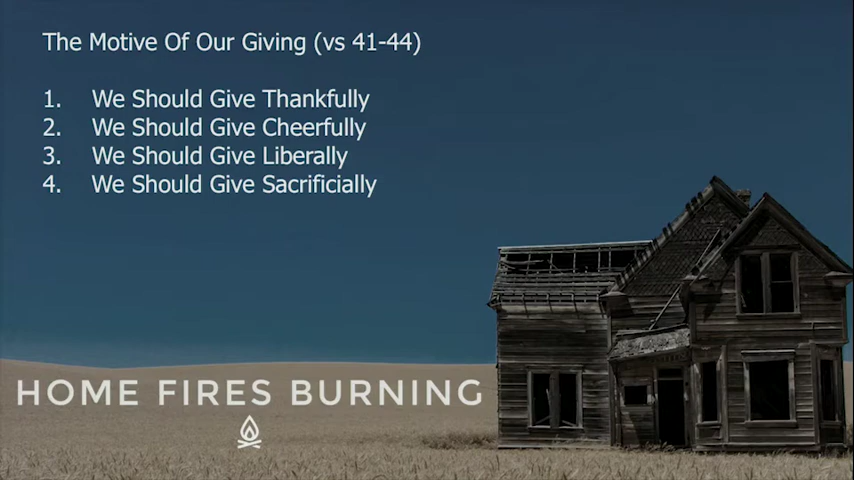 The Motive Of Our Giving (vs 41-44)
1. We Should Give Thankfully
2. We Should Give Cheerfully
3. We Should Give Liberally
4. We Should Give Sacrificially
HOME FIRES BURNING